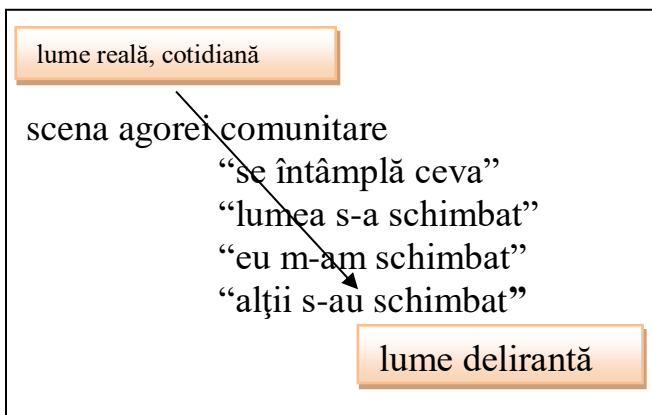 lume reală, cotidiană
scena agorei comunitare
“se întâmplă ceva”
“lumea s-a schimbat”
“eu m-am schimbat”
“alţii s-au schimbat”
lume delirantă